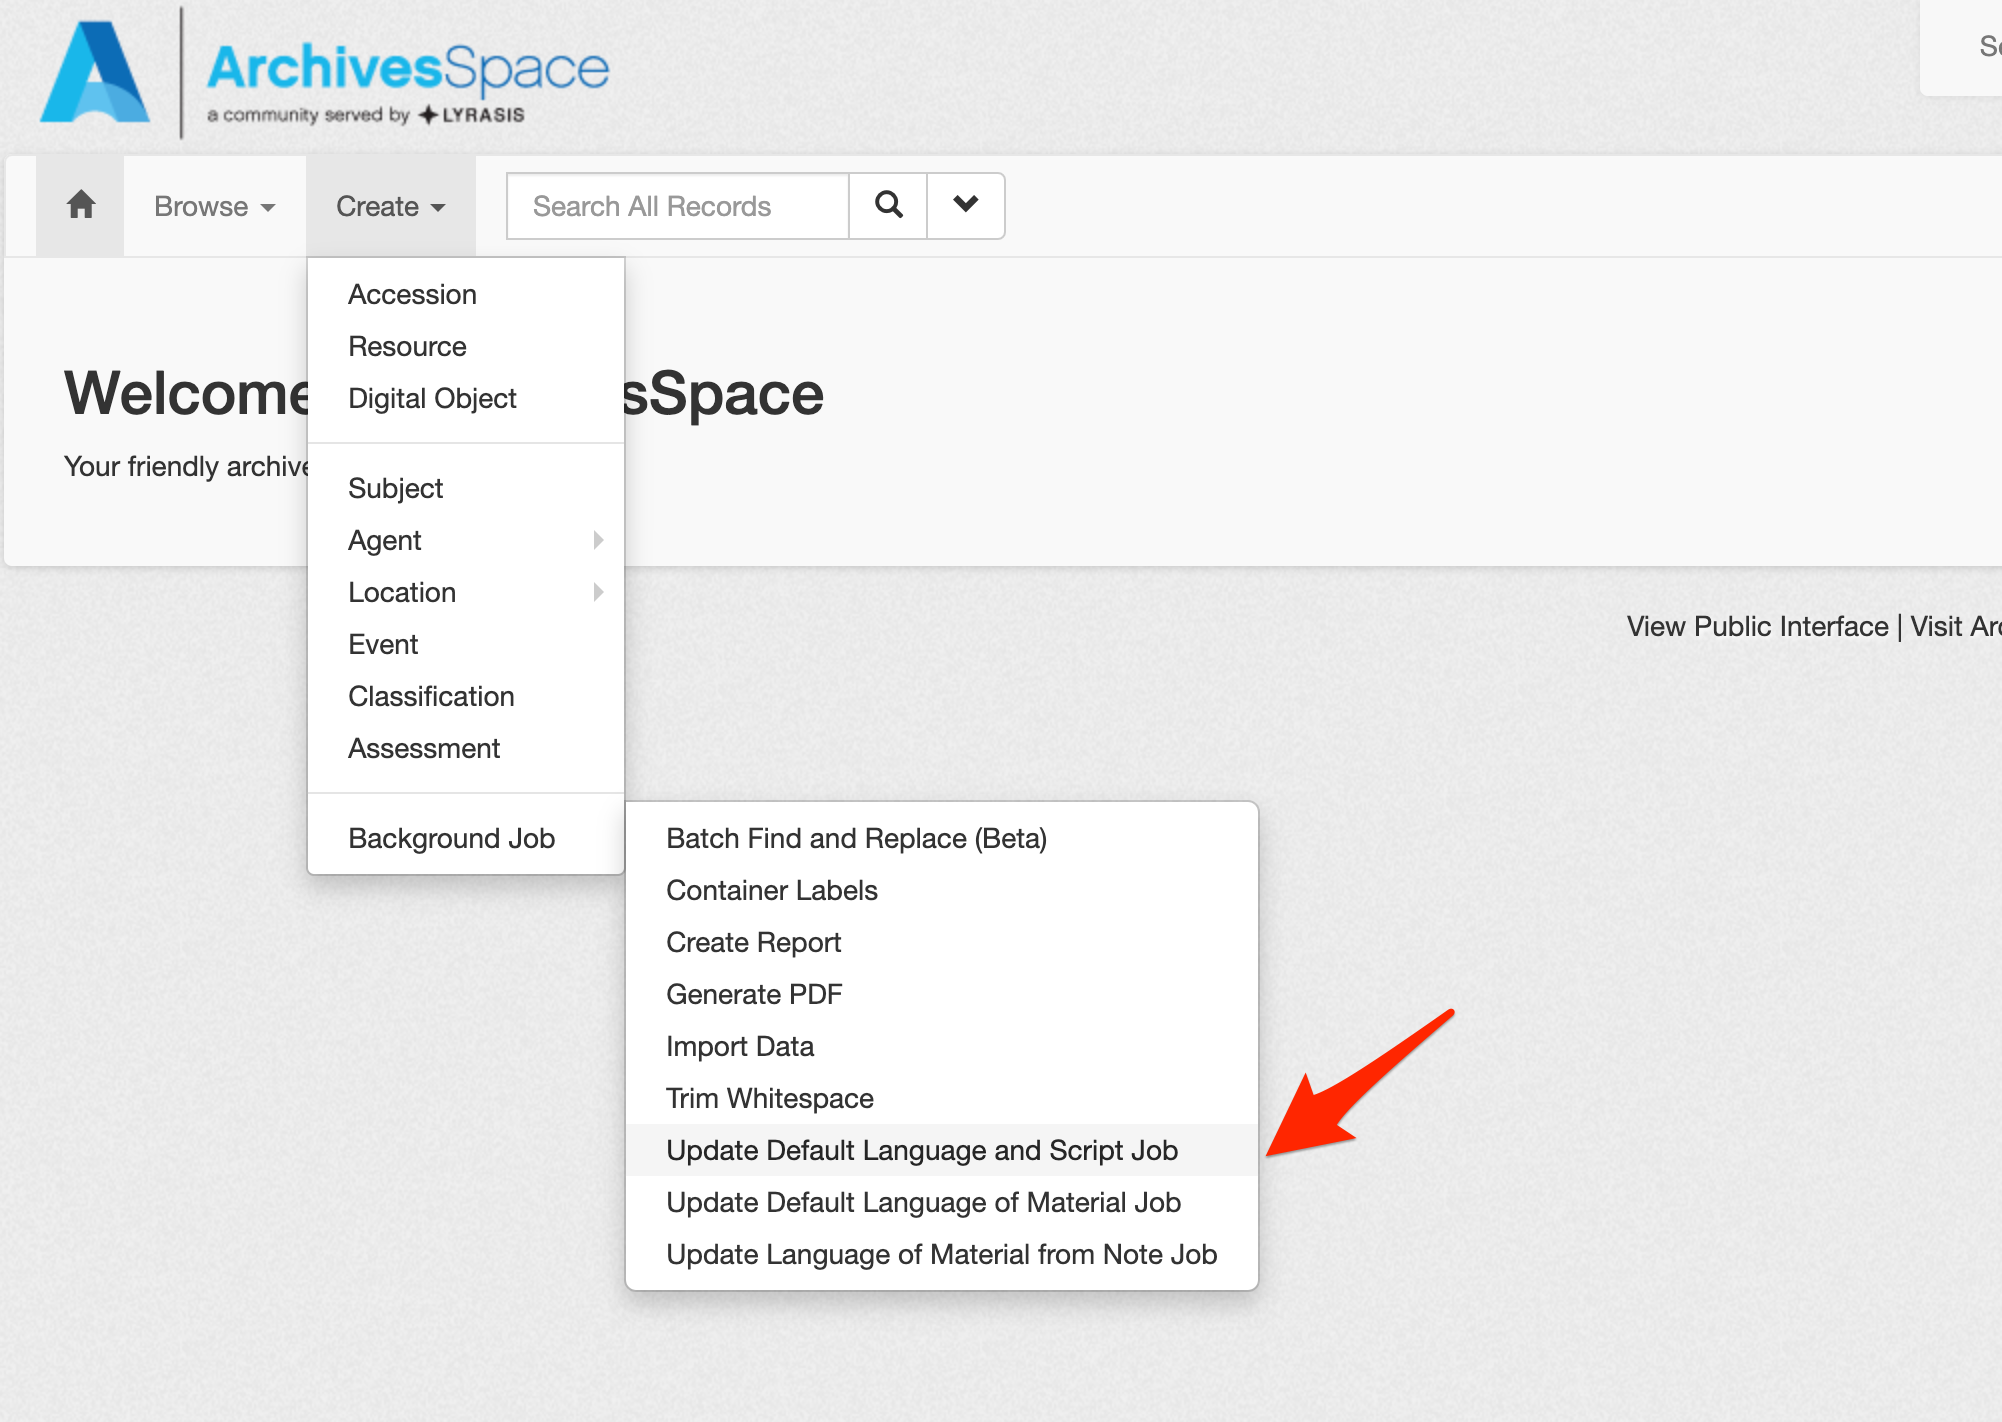 ArchivesSpace
a community served by LYRASIS
Browse
Create
Search All Records
Accession
Resource
Digital Object
Welcome sSpace
Your friendly archive
Subject
Agent
Location
Event
Classification
Assessment
Background Job
View Public Interface | Visit
Batch Find and Replace (Beta)
Container Labels
Create Report
Generate PDF
Import Data
Trim Whitespace
Update Default Language and Script Job
Update Default Language of Material Job
Update Language of Material from Note Job